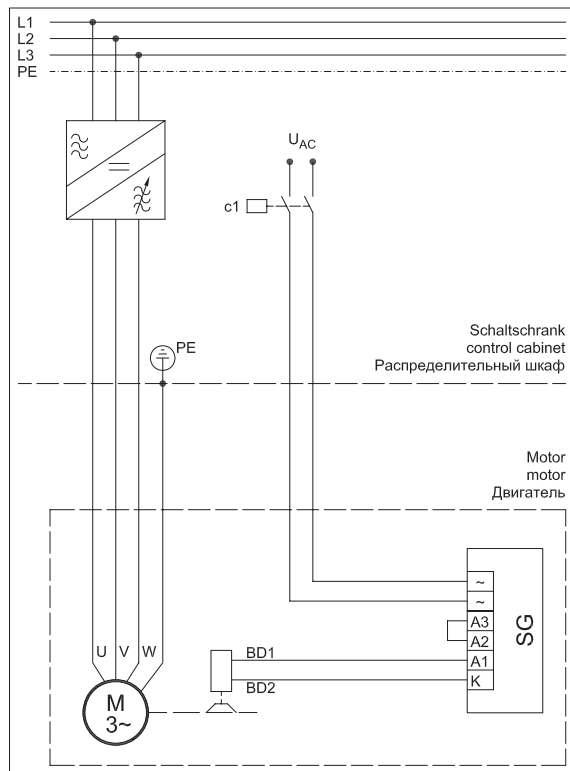 L1
L2
L3
PE
U_AC
c1
PE
Schaltschrank
control cabinet
Распределительный шкаф
Motor
motor
Двигатель
~
~
A3
A2
A1
K
SG
BD1
BD2
U V W
M
3~